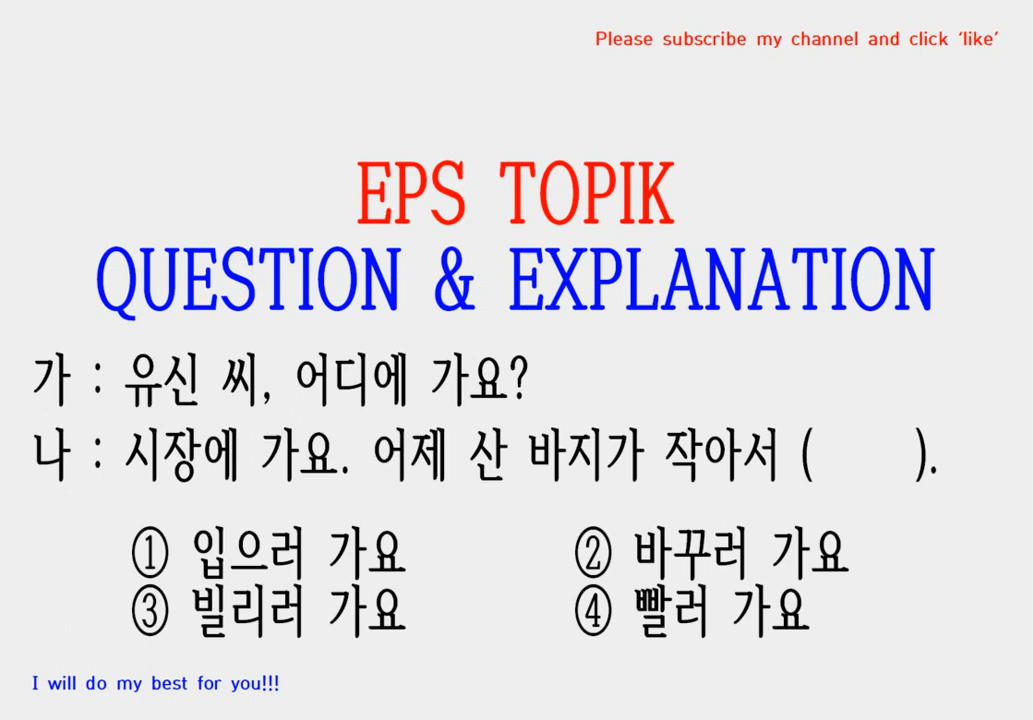 Please subscribe my channel and click ‘like’
EPS TOPIK
QUESTION & EXPLANATION
가 : 유신 씨, 어디에 가요?
나 : 시장에 가요. 어제 산 바지가 작아서 (      ).
① 입으러 가요 ② 바꾸러 가요
③ 빌리러 가요 ④ 빨러 가요
I will do my best for you!!!